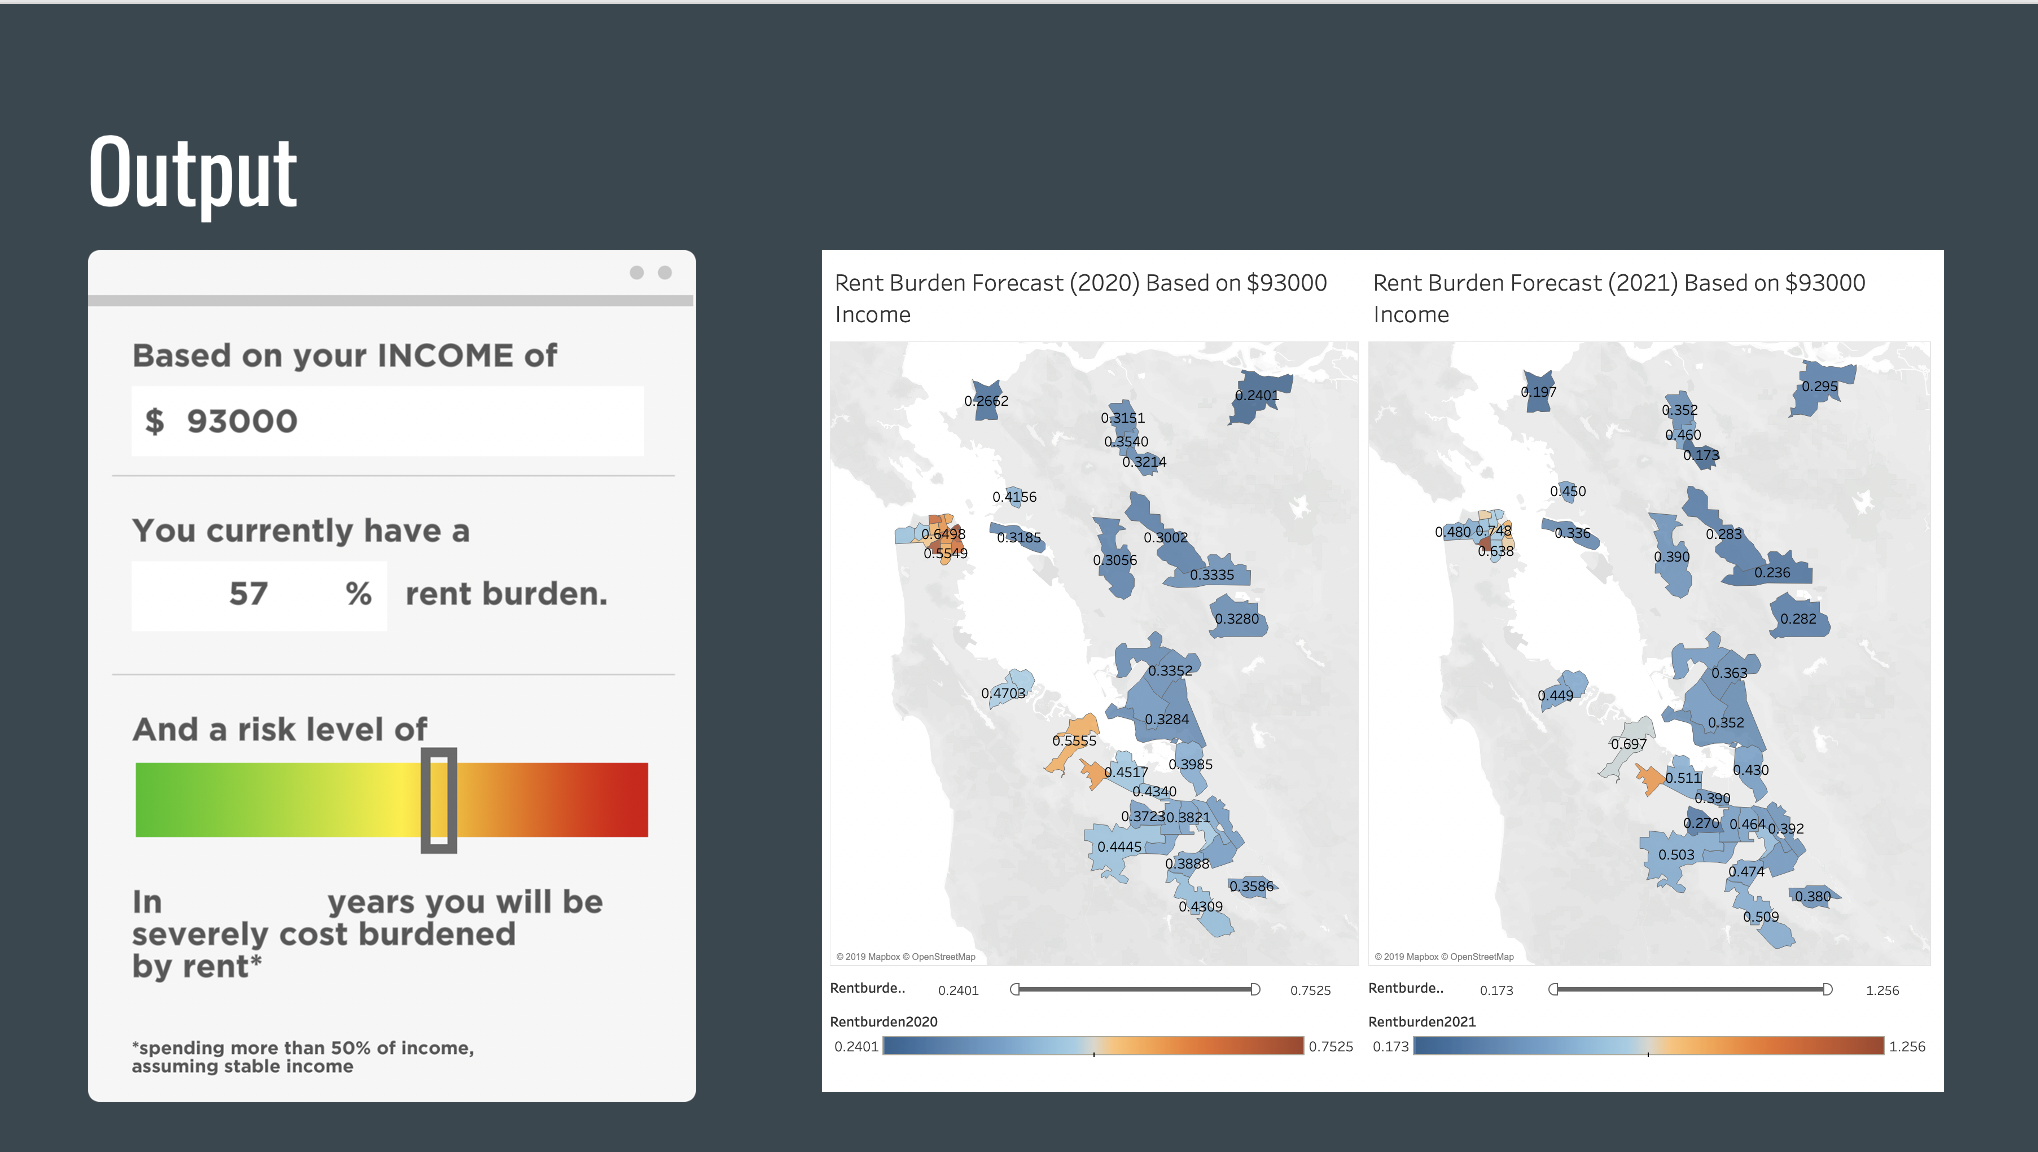 Output
Based on your INCOME of
$ 93000
You currently have a
57 % rent burden.
And a risk level of
In years you will be
severely cost burdened
by rent*
*spending more than 50% of income,
assuming stable income
Rent Burden Forecast (2020) Based on $93000
Income
0.2662
0.2401
0.3151
0.3540
0.3214
0.4156
0.6498
0.3185
0.3002
0.5549
0.3056
0.3335
0.3280
0.3352
0.4703
0.3284
0.5555
0.3985
0.4517
0.4340
0.3723
0.3821
0.4445
0.3888
0.3586
0.4309
© 2019 Mapbox © OpenStreetMap
Rentburde.. 0.2401 0.7525
Rentburden2020
0.2401 0.7525
Rent Burden Forecast (2021) Based on $93000
Income
0.197
0.295
0.352
0.460
0.173
0.450
0.480
0.748
0.336
0.283
0.638
0.390
0.236
0.282
0.363
0.449
0.352
0.697
0.430
0.511
0.390
0.270
0.464
0.392
0.503
0.474
0.380
0.509
© 2019 Mapbox © OpenStreetMap
Rentburde.. 0.173 1.256
Rentburden2021
0.173 1.256